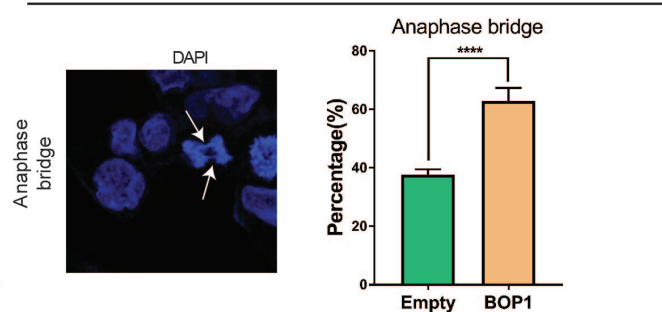 Anaphase bridge
DAPI
Anaphase
bridge
Percentage(%)
80
****
60
40
20
0
Empty
BOP1